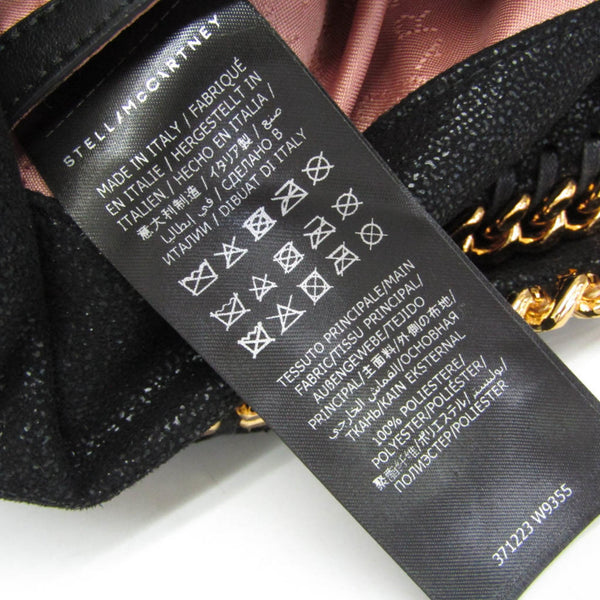 STELLA McCARTNEY
MADE IN ITALY / FABRIQUÉ
EN ITALIE / HERGESTELLT IN
ITALIEN / HECHO EN ITALIA /
意大利制造 / イタリア製 /
صنع في إيطاليا / СДЕЛАНО В
ИТАЛИИ / DIBUAT DI ITALY
TESSUTO PRINCIPALE/MAIN
FABRIC/TISSU PRINCIPAL/
AUßENGEWEBE/TEJIDO
PRINCIPAL/主面料/外側の布地/
القماش الخارجي/ОСНОВНАЯ
ТКАНЬ/KAIN EKSTERNAL
100% POLIESTERE/
POLYESTER/POLIÉSTER/
聚酯纤维/ポリエステル/بوليستر/
ПОЛИЭСТЕР/POLYESTER
371223 W9355